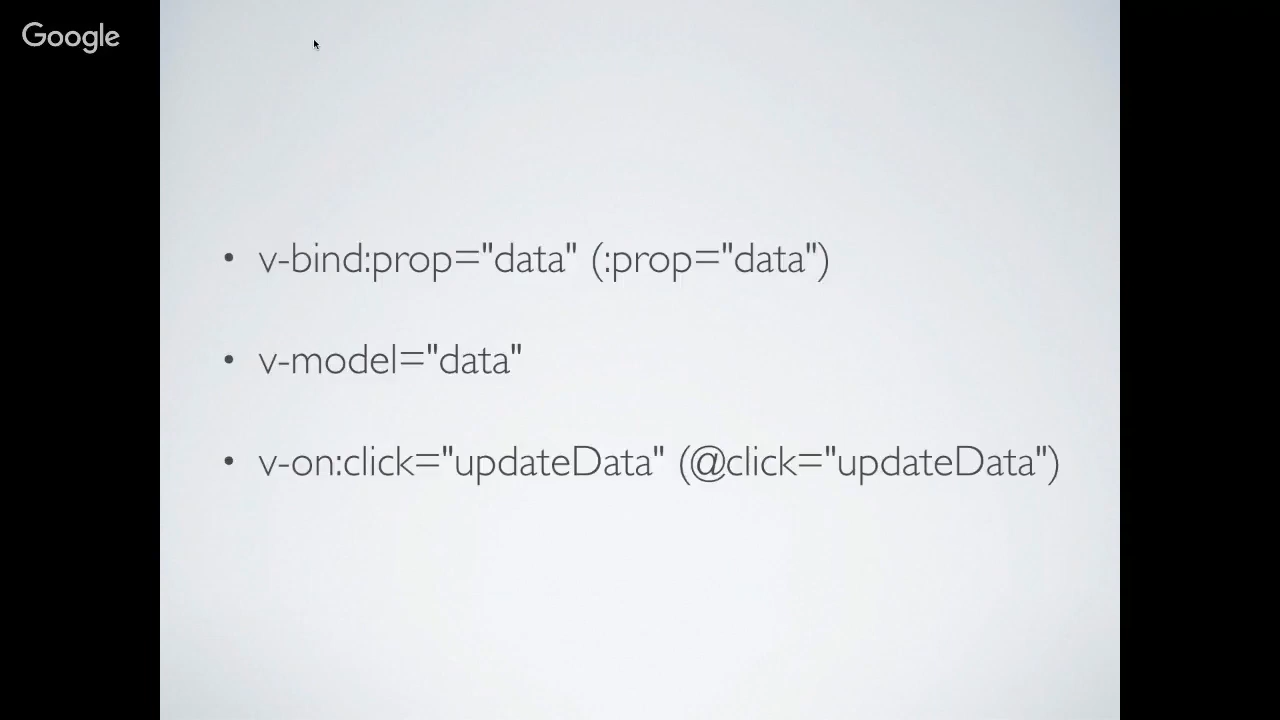 Google
• v-bind:prop="data" (:prop="data")
• v-model="data"
• v-on:click="updateData" (@click="updateData")